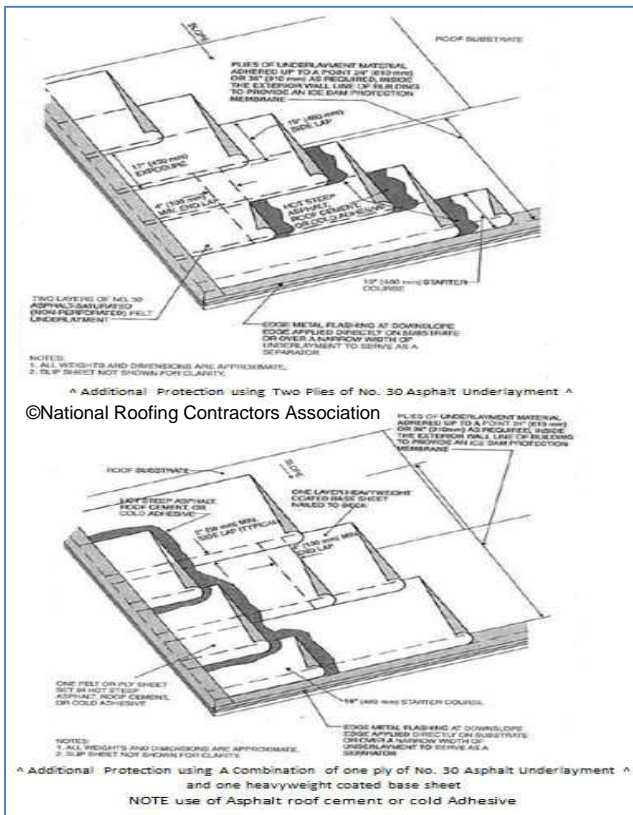 SLOPE
ROOF SUBSTRATE
PLIES OF UNDERLAYMENT MATERIAL
ADHERED UP TO A POINT 24" (610 mm)
OR 36" (910 mm) AS REQUIRED, INSIDE
THE EXTERIOR WALL LINE OF BUILDING
TO PROVIDE AN ICE DAM PROTECTION
MEMBRANE
19" (480 mm)
SIDE LAP
17" (430 mm)
EXPOSURE
4" (100 mm)
MIN. END LAP
HOT STEEP
ASPHALT,
ROOF CEMENT,
OR COLD ADHESIVE
TWO LAYERS OF NO. 30
ASPHALT-SATURATED
(NON-PERFORATED) FELT
UNDERLAYMENT
19" (480 mm) STARTER
COURSE
EDGE METAL FLASHING AT DOWNSLOPE
EDGE APPLIED DIRECTLY ON SUBSTRATE
OR OVER A NARROW WIDTH OF
UNDERLAYMENT TO SERVE AS A
SEPARATOR
NOTES:
1. ALL WEIGHTS AND DIMENSIONS ARE APPROXIMATE.
2. SLIP SHEET NOT SHOWN FOR CLARITY.
^ Additional Protection using Two Plies of No. 30 Asphalt Underlayment ^
©National Roofing Contractors Association
PLIES OF UNDERLAYMENT MATERIAL
ADHERED UP TO A POINT 24" (610 mm)
OR 36" (910mm) AS REQUIRED, INSIDE
THE EXTERIOR WALL LINE OF BUILDING
TO PROVIDE AN ICE DAM PROTECTION
MEMBRANE
ROOF SUBSTRATE
SLOPE
HOT STEEP ASPHALT,
ROOF CEMENT, OR
COLD ADHESIVE
ONE LAYER HEAVYWEIGHT
COATED BASE SHEET
NAILED TO DECK
2" (50 mm) MIN.
SIDE LAP (TYPICAL)
4" (100 mm) MIN.
END LAP
ONE FELT OR PLY SHEET
SET IN HOT STEEP
ASPHALT, ROOF CEMENT,
OR COLD ADHESIVE
19" (480 mm) STARTER COURSE
EDGE METAL FLASHING AT DOWNSLOPE
EDGE APPLIED DIRECTLY ON SUBSTRATE
OR OVER A NARROW WIDTH OF
UNDERLAYMENT TO SERVE AS A
SEPARATOR
NOTES:
1. ALL WEIGHTS AND DIMENSIONS ARE APPROXIMATE.
2. SLIP SHEET NOT SHOWN FOR CLARITY.
^ Additional Protection using A Combination of one ply of No. 30 Asphalt Underlayment ^
and one heavyweight coated base sheet
NOTE use of Asphalt roof cement or cold Adhesive